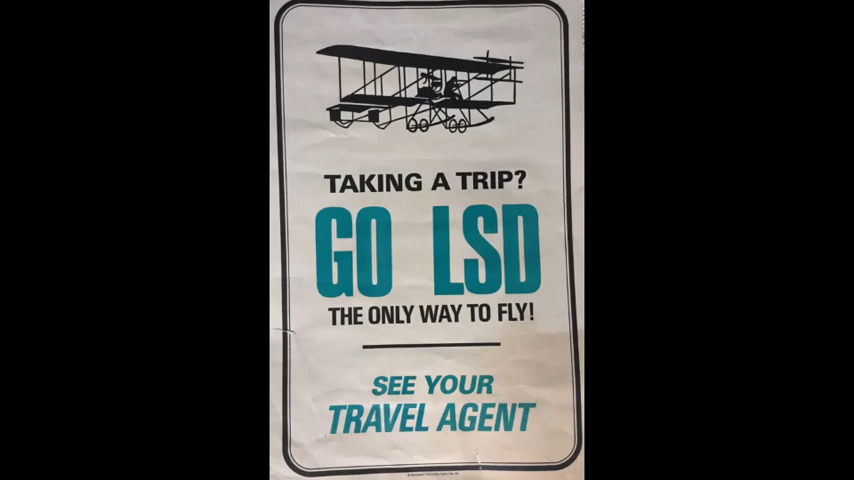 TAKING A TRIP?
GO LSD
THE ONLY WAY TO FLY!
SEE YOUR
TRAVEL AGENT